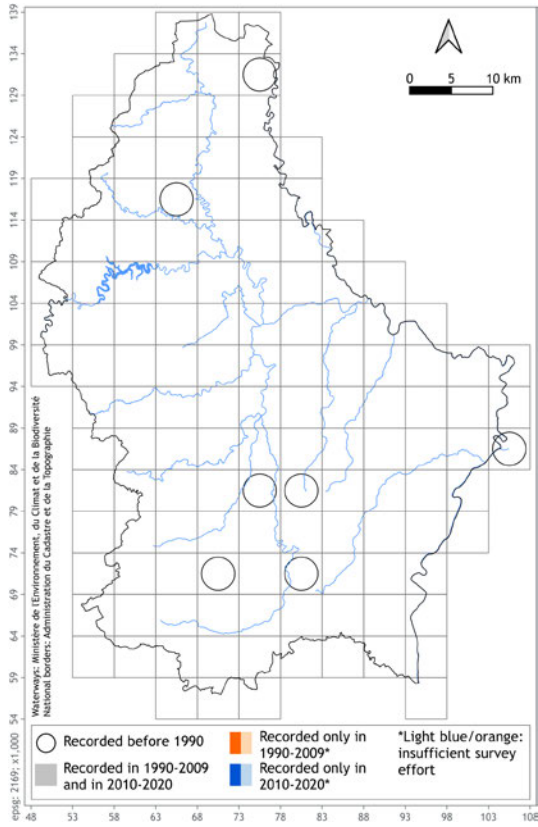 139
134
129
124
119
114
109
104
99
94
89
84
79
74
69
64
59
54
epsg: 2169; x1,000
0 5 10 km
Waterways: Ministère de l'Environnement, du Climat et de la Biodiversité
National borders: Administration du Cadastre et de la Topographie
Recorded before 1990
Recorded in 1990-2009
and in 2010-2020
Recorded only in
1990-2009*
Recorded only in
2010-2020*
*Light blue/orange:
insufficient survey
effort
48 53 58 63 68 73 78 83 88 93 98 103 108